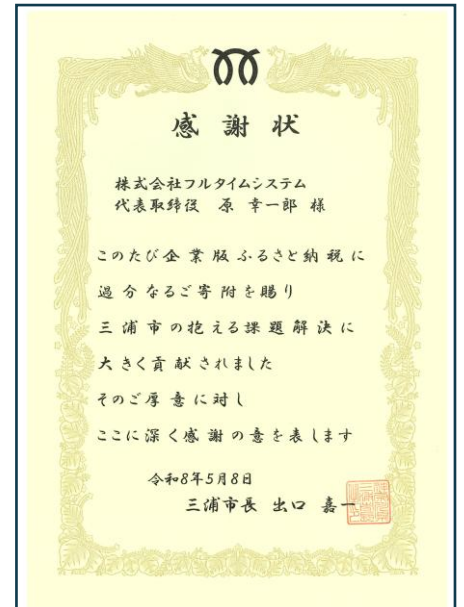 感謝状
株式会社フルタイムシステム
代表取締役 原 幸一郎 様
このたび企業版ふるさと納税に
過分なるご寄附を賜り
三浦市の抱える課題解決に
大きく貢献されました
そのご厚意に対し
ここに深く感謝の意を表します
令和8年5月8日
三浦市長 出口 嘉一